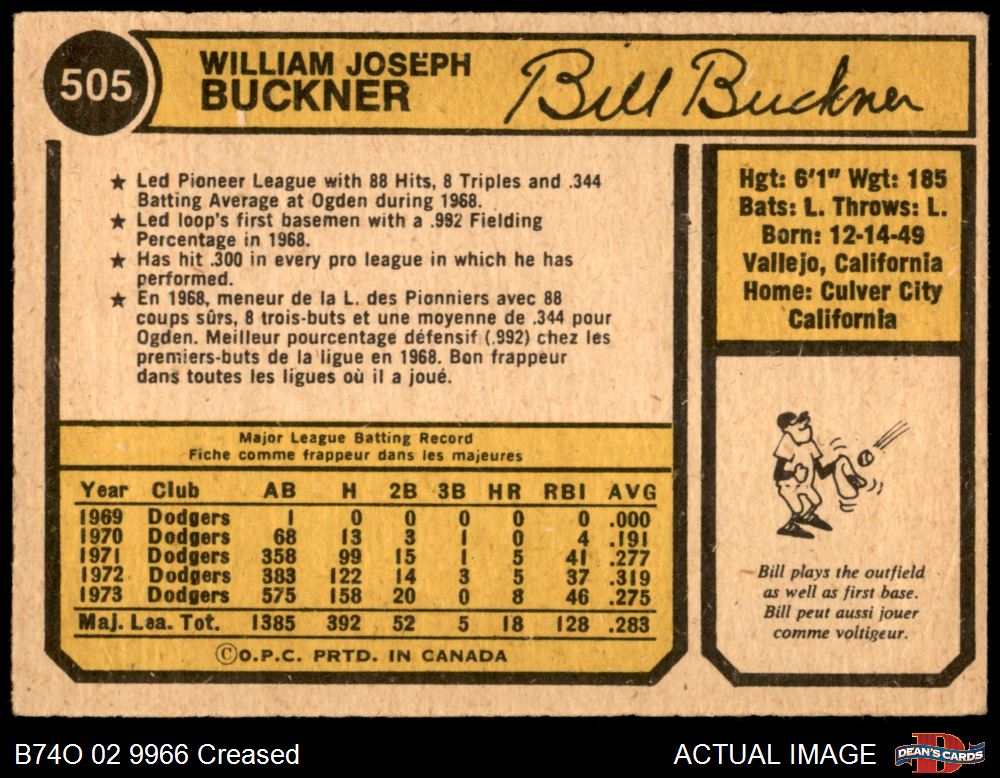 505
WILLIAM JOSEPH
BUCKNER
Bill Buckner
★ Led Pioneer League with 88 Hits, 8 Triples and .344
Batting Average at Ogden during 1968.
★ Led loop's first basemen with a .992 Fielding
Percentage in 1968.
★ Has hit .300 in every pro league in which he has
performed.
★ En 1968, meneur de la L. des Pionniers avec 88
coups sûrs, 8 trois-buts et une moyenne de .344 pour
Ogden. Meilleur pourcentage défensif (.992) chez les
premiers-buts de la ligue en 1968. Bon frappeur
dans toutes les ligues où il a joué.
Hgt: 6'1" Wgt: 185
Bats: L. Throws: L.
Born: 12-14-49
Vallejo, California
Home: Culver City
California
Major League Batting Record
Fiche comme frappeur dans les majeures
Year Club AB H 2B 3B HR RBI AVG
1969 Dodgers 1 0 0 0 0 0 .000
1970 Dodgers 68 13 3 1 0 4 .191
1971 Dodgers 358 99 15 1 5 41 .277
1972 Dodgers 383 122 14 3 5 37 .319
1973 Dodgers 575 158 20 0 8 46 .275
Maj. Lea. Tot. 1385 392 52 5 18 128 .283
©O.P.C. PRTD. IN CANADA
Bill plays the outfield
as well as first base.
Bill peut aussi jouer
comme voltigeur.
B74O 02 9966 Creased
ACTUAL IMAGE
DEAN'S CARDS